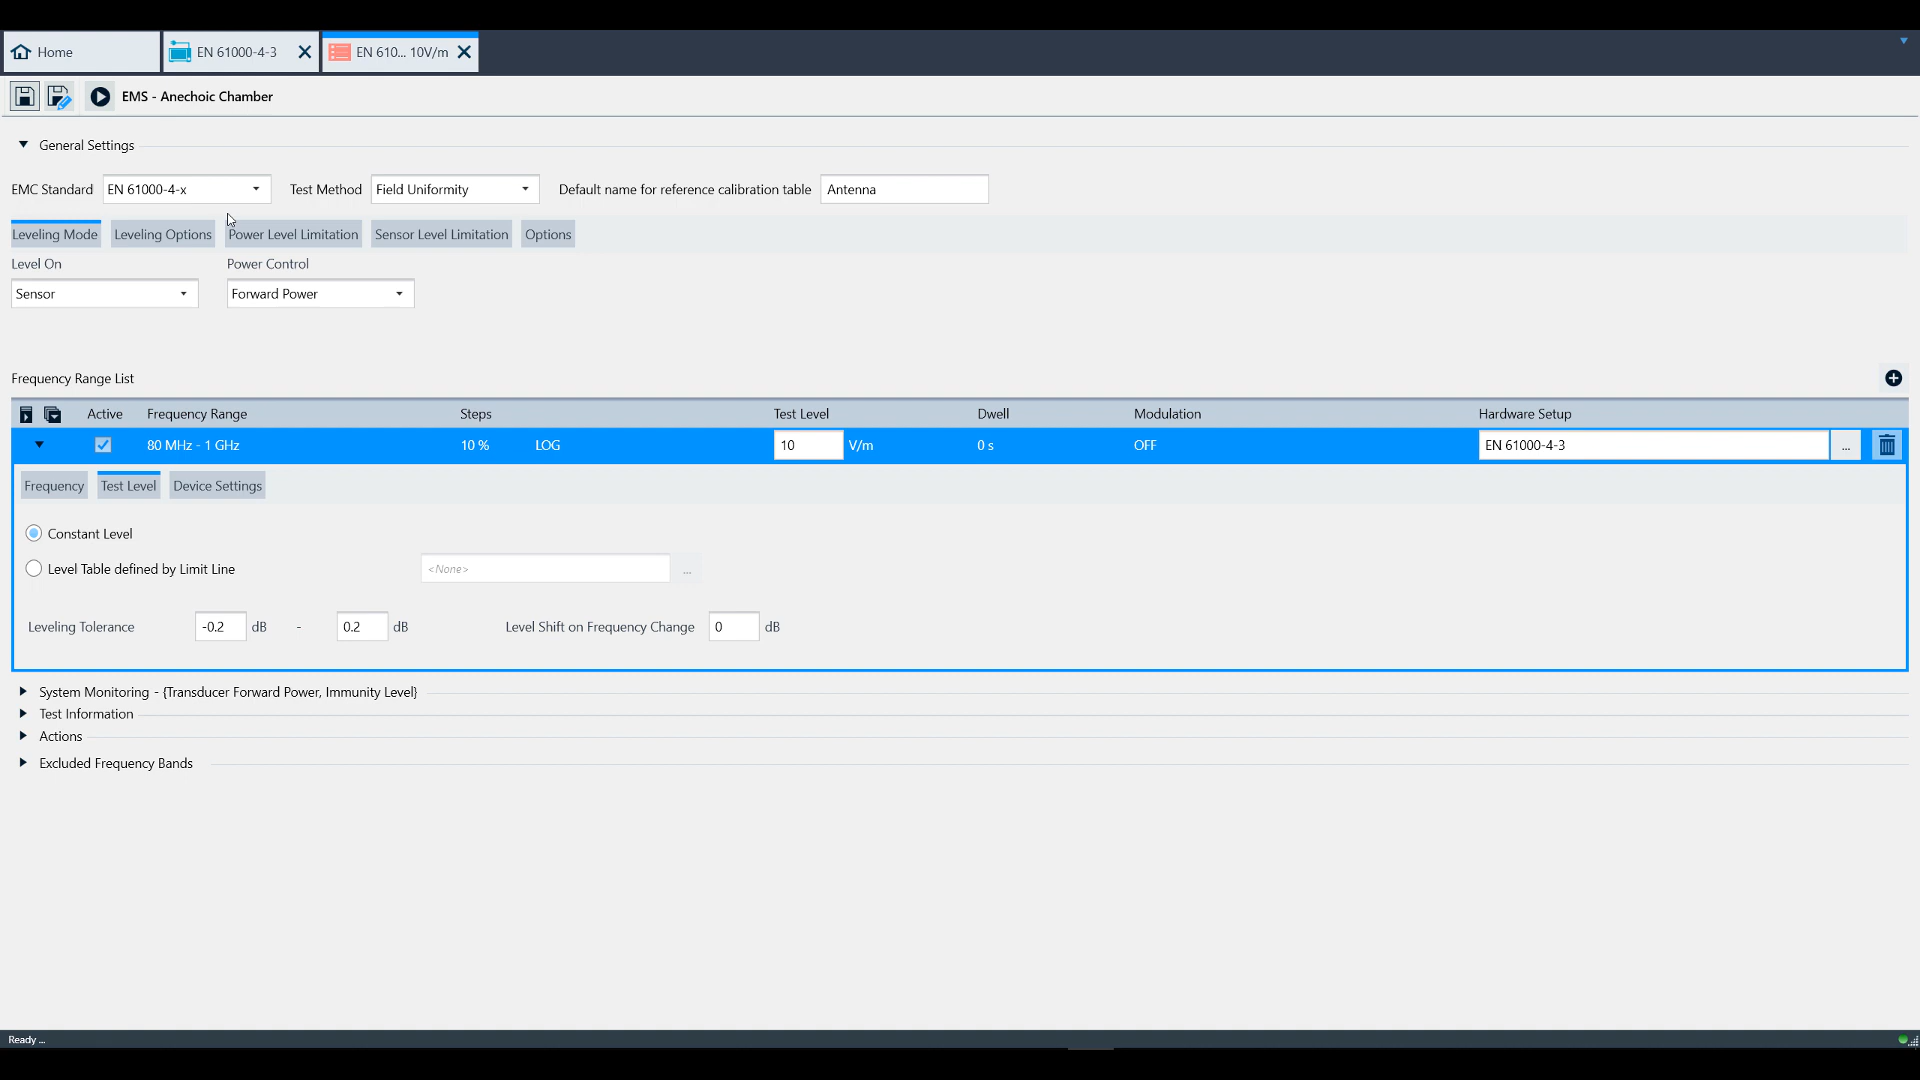 Home
EN 61000-4-3
EN 610... 10V/m
EMS - Anechoic Chamber
General Settings
EMC Standard EN 61000-4-x Test Method Field Uniformity Default name for reference calibration table Antenna
Leveling Mode Leveling Options Power Level Limitation Sensor Level Limitation Options
Level On Power Control
Sensor Forward Power
Frequency Range List
Active Frequency Range Steps Test Level Dwell Modulation Hardware Setup
80 MHz - 1 GHz 10 % LOG 10 V/m 0 s OFF EN 61000-4-3 ...
Frequency Test Level Device Settings
Constant Level
Level Table defined by Limit Line <None> ...
Leveling Tolerance -0.2 dB - 0.2 dB Level Shift on Frequency Change 0 dB
System Monitoring - {Transducer Forward Power, Immunity Level}
Test Information
Actions
Excluded Frequency Bands
Ready ...